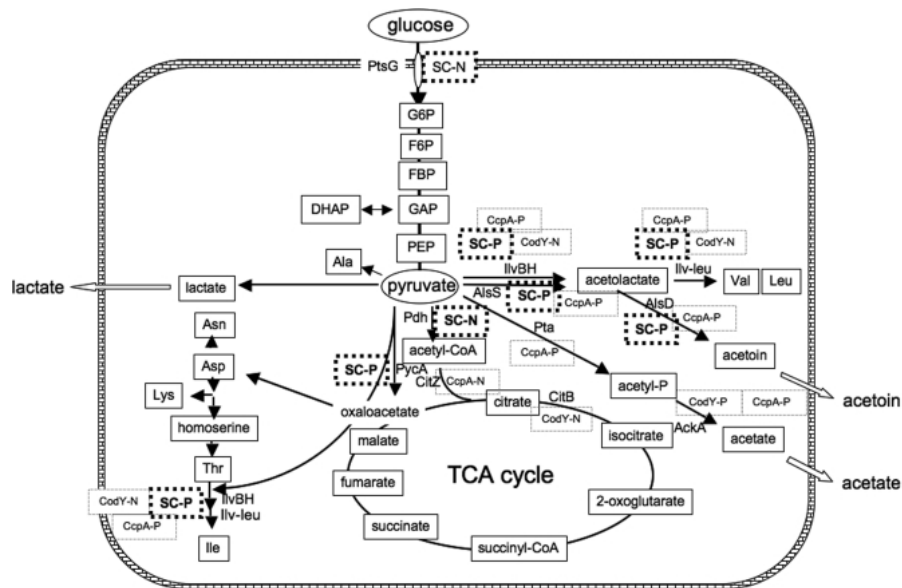 glucose
PtsG
SC-N
G6P
F6P
FBP
DHAP
GAP
PEP
CcpA-P
SC-P
CodY-N
CcpA-P
SC-P
CodY-N
Ala
pyruvate
IlvBH
AlsS
SC-P
CcpA-P
acetolactate
Ilv-leu
Val
Leu
lactate
lactate
AlsD
SC-P
CcpA-P
acetoin
acetoin
Pdh
SC-N
acetyl-CoA
Pta
CcpA-P
acetyl-P
CodY-P
CcpA-P
AckA
acetate
acetate
Asn
Asp
Lys
homoserine
Thr
SC-P
PycA
CitZ
CcpA-N
oxaloacetate
citrate
CitB
CodY-N
isocitrate
malate
fumarate
TCA cycle
2-oxoglutarate
succinate
succinyl-CoA
CodY-N
SC-P
CcpA-P
IlvBH
Ilv-leu
Ile